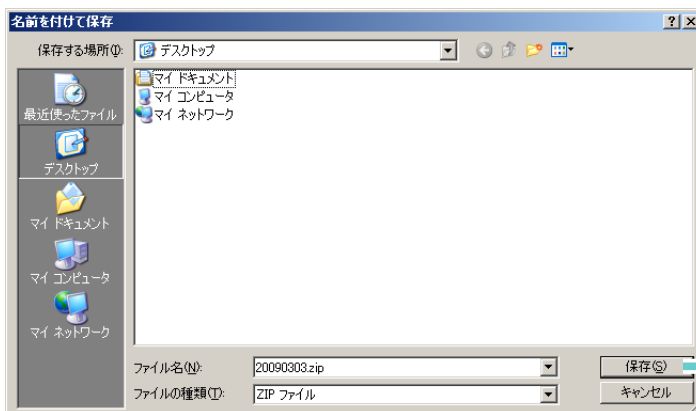 名前を付けて保存
保存する場所(I):
デスクトップ
最近使ったファイル
デスクトップ
マイ ドキュメント
マイ コンピュータ
マイ ネットワーク
マイ ドキュメント
マイ コンピュータ
マイ ネットワーク
ファイル名(N):
20090303.zip
保存(S)
ファイルの種類(T):
ZIP ファイル
キャンセル